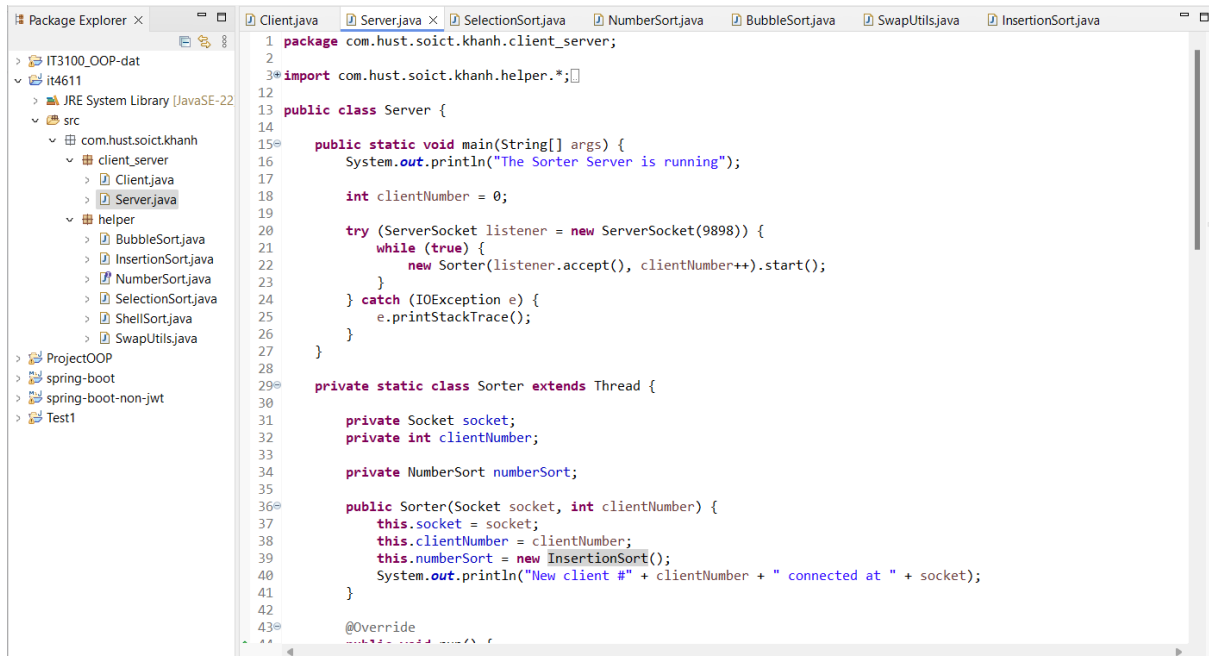 Package Explorer
IT3100_OOP-dat
it4611
JRE System Library [JavaSE-22
src
com.hust.soict.khanh
client_server
Client.java
Server.java
helper
BubbleSort.java
InsertionSort.java
NumberSort.java
SelectionSort.java
ShellSort.java
SwapUtils.java
ProjectOOP
spring-boot
spring-boot-non-jwt
Test1
Client.java Server.java SelectionSort.java NumberSort.java BubbleSort.java SwapUtils.java InsertionSort.java
1 package com.hust.soict.khanh.client_server;
2
3 import com.hust.soict.khanh.helper.*;
12
13 public class Server {
14
15 public static void main(String[] args) {
16 System.out.println("The Sorter Server is running");
17
18 int clientNumber = 0;
19
20 try (ServerSocket listener = new ServerSocket(9898)) {
21 while (true) {
22 new Sorter(listener.accept(), clientNumber++).start();
23 }
24 } catch (IOException e) {
25 e.printStackTrace();
26 }
27 }
28
29 private static class Sorter extends Thread {
30
31 private Socket socket;
32 private int clientNumber;
33
34 private NumberSort numberSort;
35
36 public Sorter(Socket socket, int clientNumber) {
37 this.socket = socket;
38 this.clientNumber = clientNumber;
39 this.numberSort = new InsertionSort();
40 System.out.println("New client #" + clientNumber + " connected at " + socket);
41 }
42
43 @Override